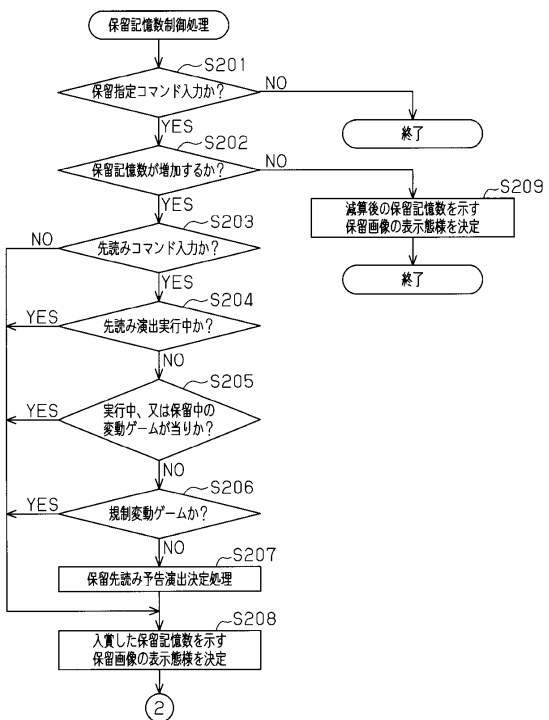 保留記憶数制御処理
S201
保留指定コマンド入力か?
NO
YES
終了
S202
保留記憶数が増加するか?
NO
YES
S209
減算後の保留記憶数を示す
保留画像の表示態様を決定
終了
S203
NO
先読みコマンド入力か?
YES
S204
YES
先読み演出実行中か?
NO
S205
YES
実行中、又は保留中の
変動ゲームが当りか?
NO
S206
YES
規制変動ゲームか?
NO
S207
保留先読み予告演出決定処理
S208
入賞した保留記憶数を示す
保留画像の表示態様を決定
2